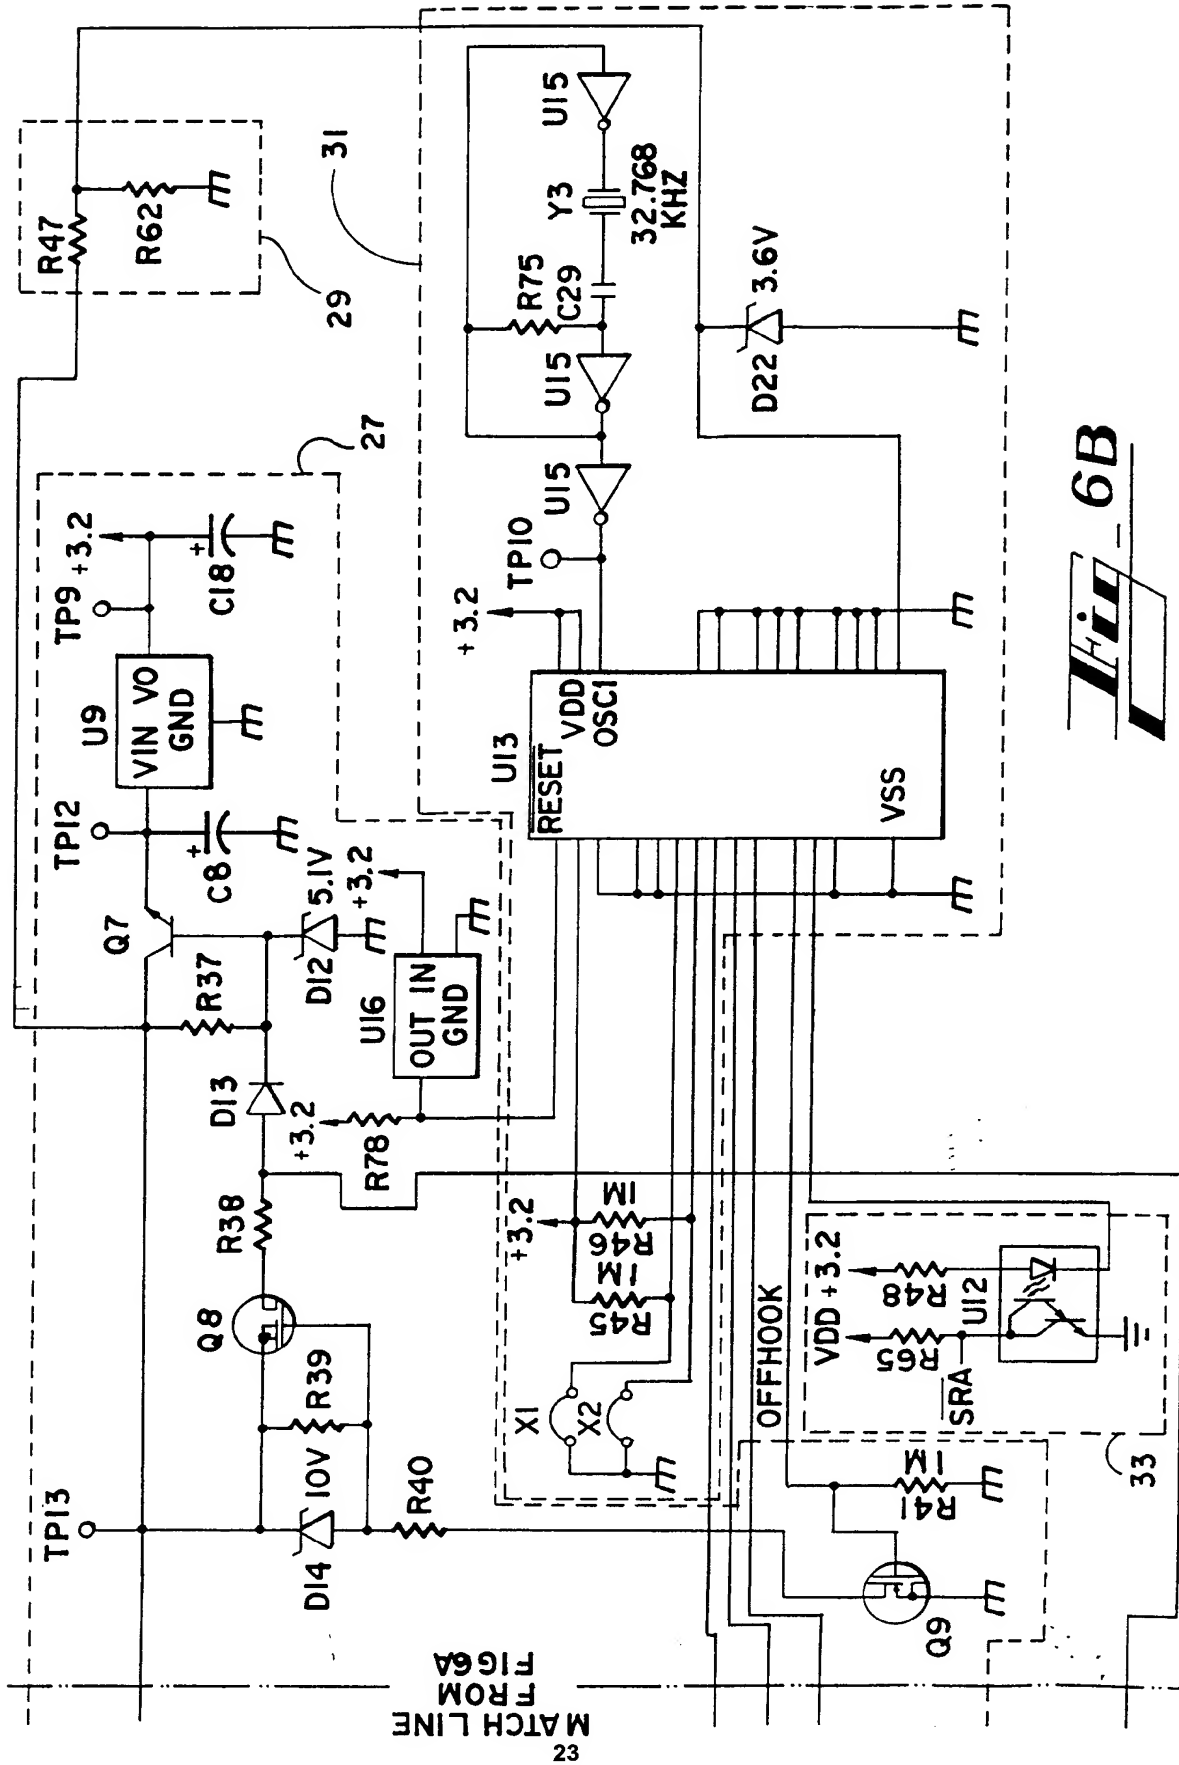 R47
R62
29
31
U15
Y3
32.768
KHZ
R75
C29
U15
U15
D22
3.6V
27
TP9
+3.2
C18
+
U9
VIN VO
GND
TP12
C8
+
Q7
R37
D12
5.1V
+3.2
U16
OUT IN
GND
D13
+3.2
R78
R38
Q8
R39
10V
D14
R40
TP13
TP10
+3.2
U13
RESET
VDD
OSC1
VSS
+3.2
R46
1M
R45
1M
X1
X2
OFFHOOK
VDD
+3.2
R48
R65
U12
SRA
33
R41
1M
Q9
MATCH LINE
FROM
FIG6A
Fig_6B
23